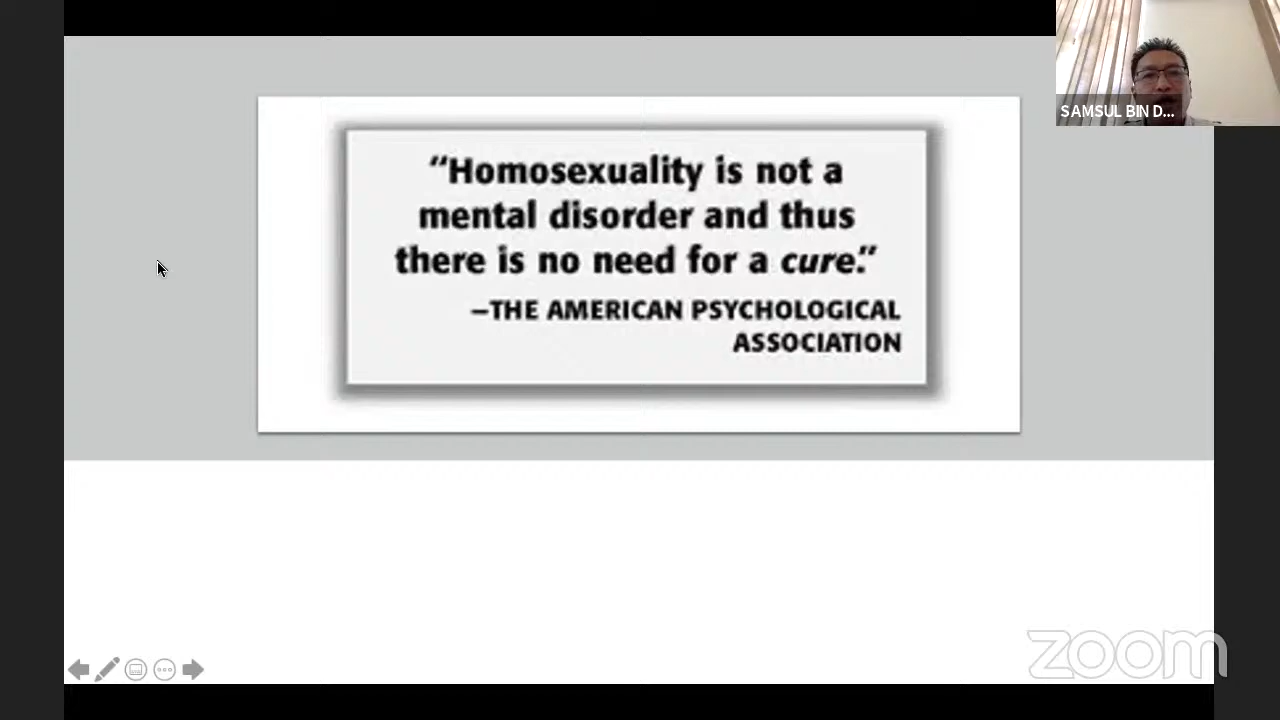 SAMSUL BIN D...
“Homosexuality is not a
mental disorder and thus
there is no need for a cure.”
–THE AMERICAN PSYCHOLOGICAL
ASSOCIATION
zoom